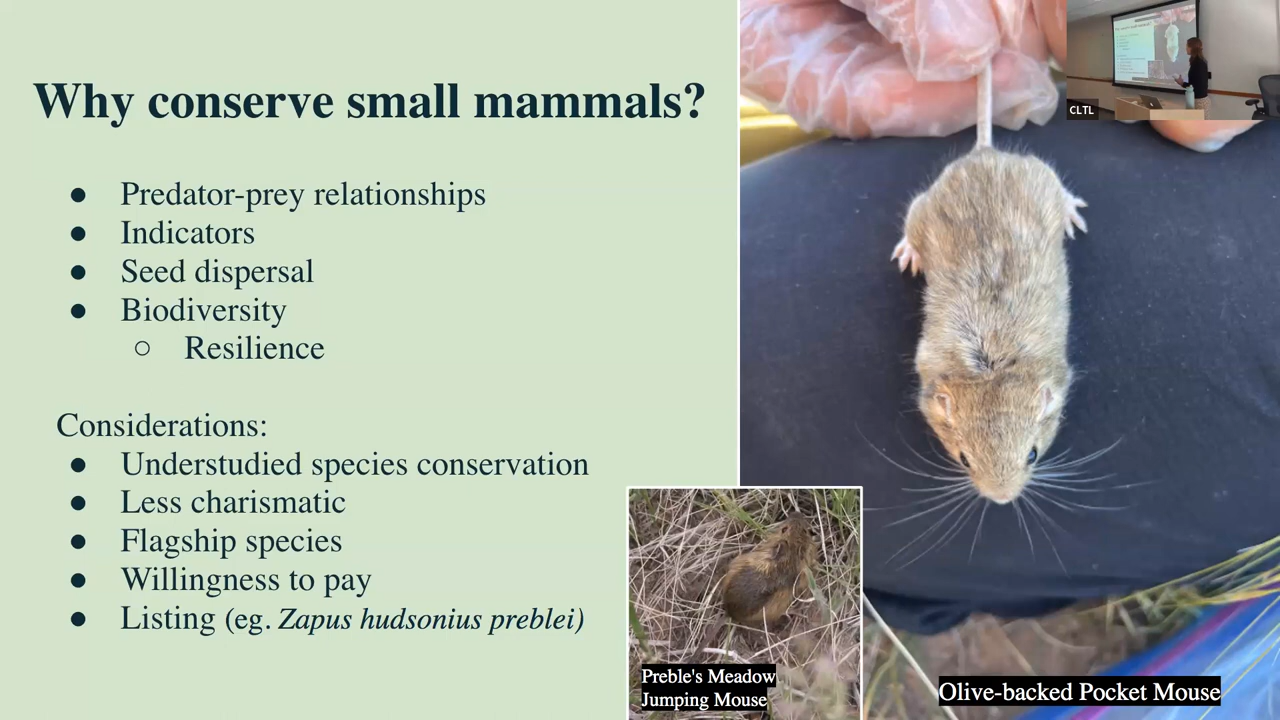 Why conserve small mammals?
Predator-prey relationships
Indicators
Seed dispersal
Biodiversity
Resilience
Considerations:
Understudied species conservation
Less charismatic
Flagship species
Willingness to pay
Listing (eg. Zapus hudsonius preblei)
Preble's Meadow
Jumping Mouse
Olive-backed Pocket Mouse
CLTL